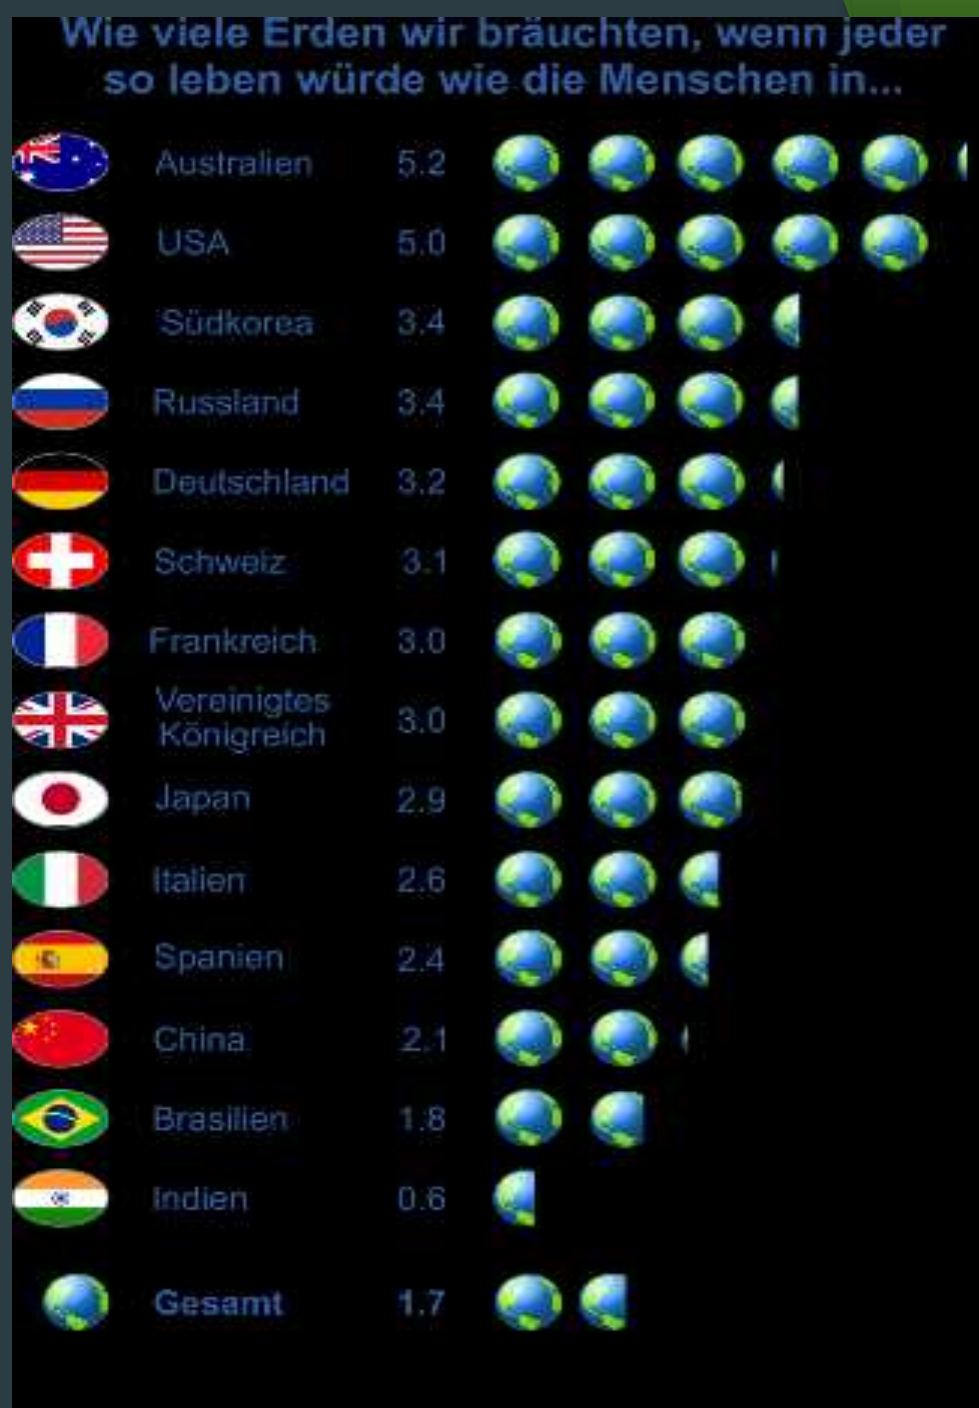 Wie viele Erden wir bräuchten, wenn jeder
so leben würde wie die Menschen in...
Australien 5.2
USA 5.0
Südkorea 3.4
Russland 3.4
Deutschland 3.2
Schweiz 3.1
Frankreich 3.0
Vereinigtes
Königreich 3.0
Japan 2.9
Italien 2.6
Spanien 2.4
China 2.1
Brasilien 1.8
Indien 0.6
Gesamt 1.7